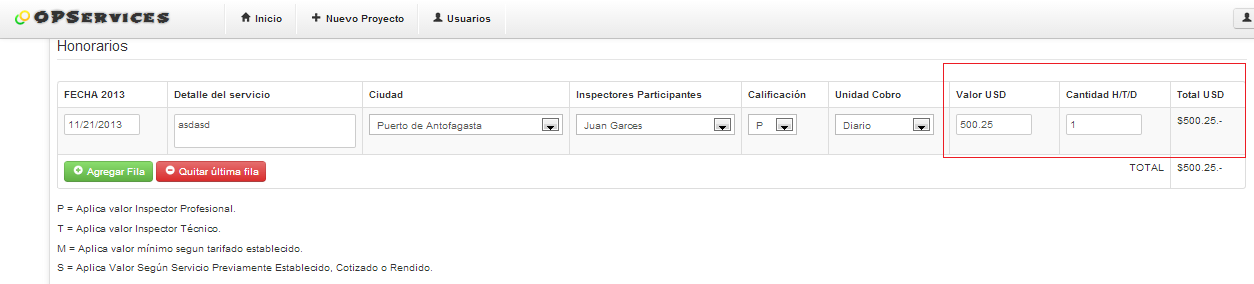 OPServices Inicio Nuevo Proyecto Usuarios
Honorarios
FECHA 2013 Detalle del servicio Ciudad Inspectores Participantes Calificación Unidad Cobro Valor USD Cantidad H/T/D Total USD
11/21/2013 asdasd Puerto de Antofagasta Juan Garces P Diario 500.25 1 $500.25.-
Agregar Fila Quitar última fila TOTAL $500.25.-
P = Aplica valor Inspector Profesional.
T = Aplica valor Inspector Técnico.
M = Aplica valor mínimo segun tarifado establecido.
S = Aplica Valor Según Servicio Previamente Establecido, Cotizado o Rendido.